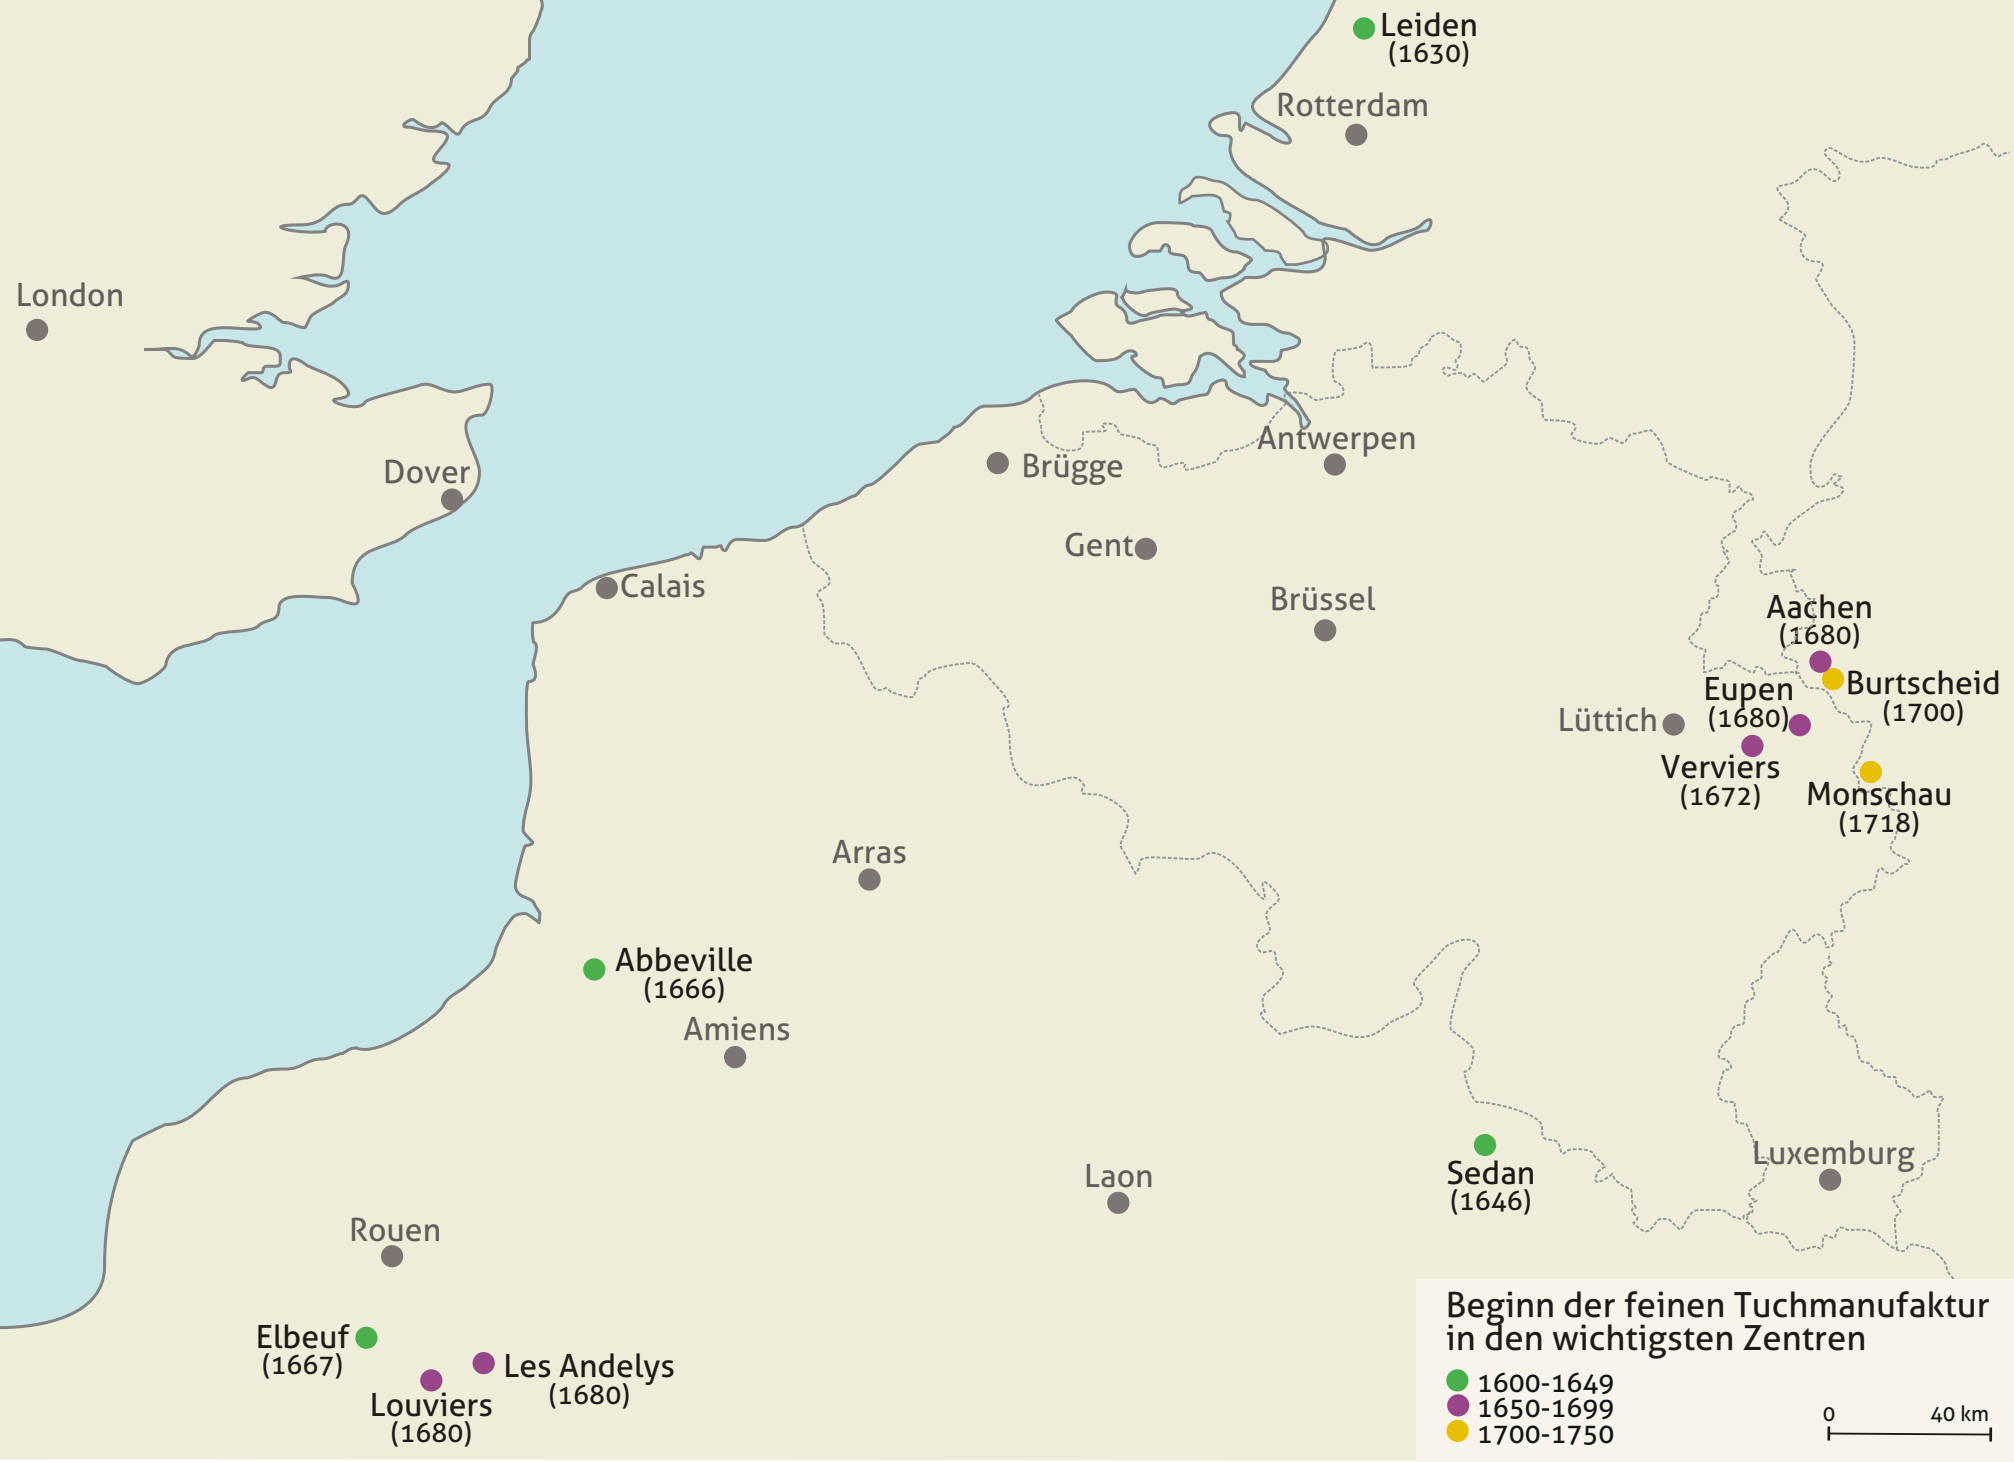 Leiden
(1630)
Rotterdam
London
Dover
Antwerpen
Brügge
Gent
Calais
Brüssel
Aachen
(1680)
Burtscheid
(1700)
Eupen
(1680)
Lüttich
Verviers
(1672)
Monschau
(1718)
Arras
Abbeville
(1666)
Amiens
Luxemburg
Sedan
(1646)
Laon
Rouen
Elbeuf
(1667)
Les Andelys
(1680)
Louviers
(1680)
Beginn der feinen Tuchmanufaktur
in den wichtigsten Zentren
1600-1649
1650-1699
1700-1750
0 40 km